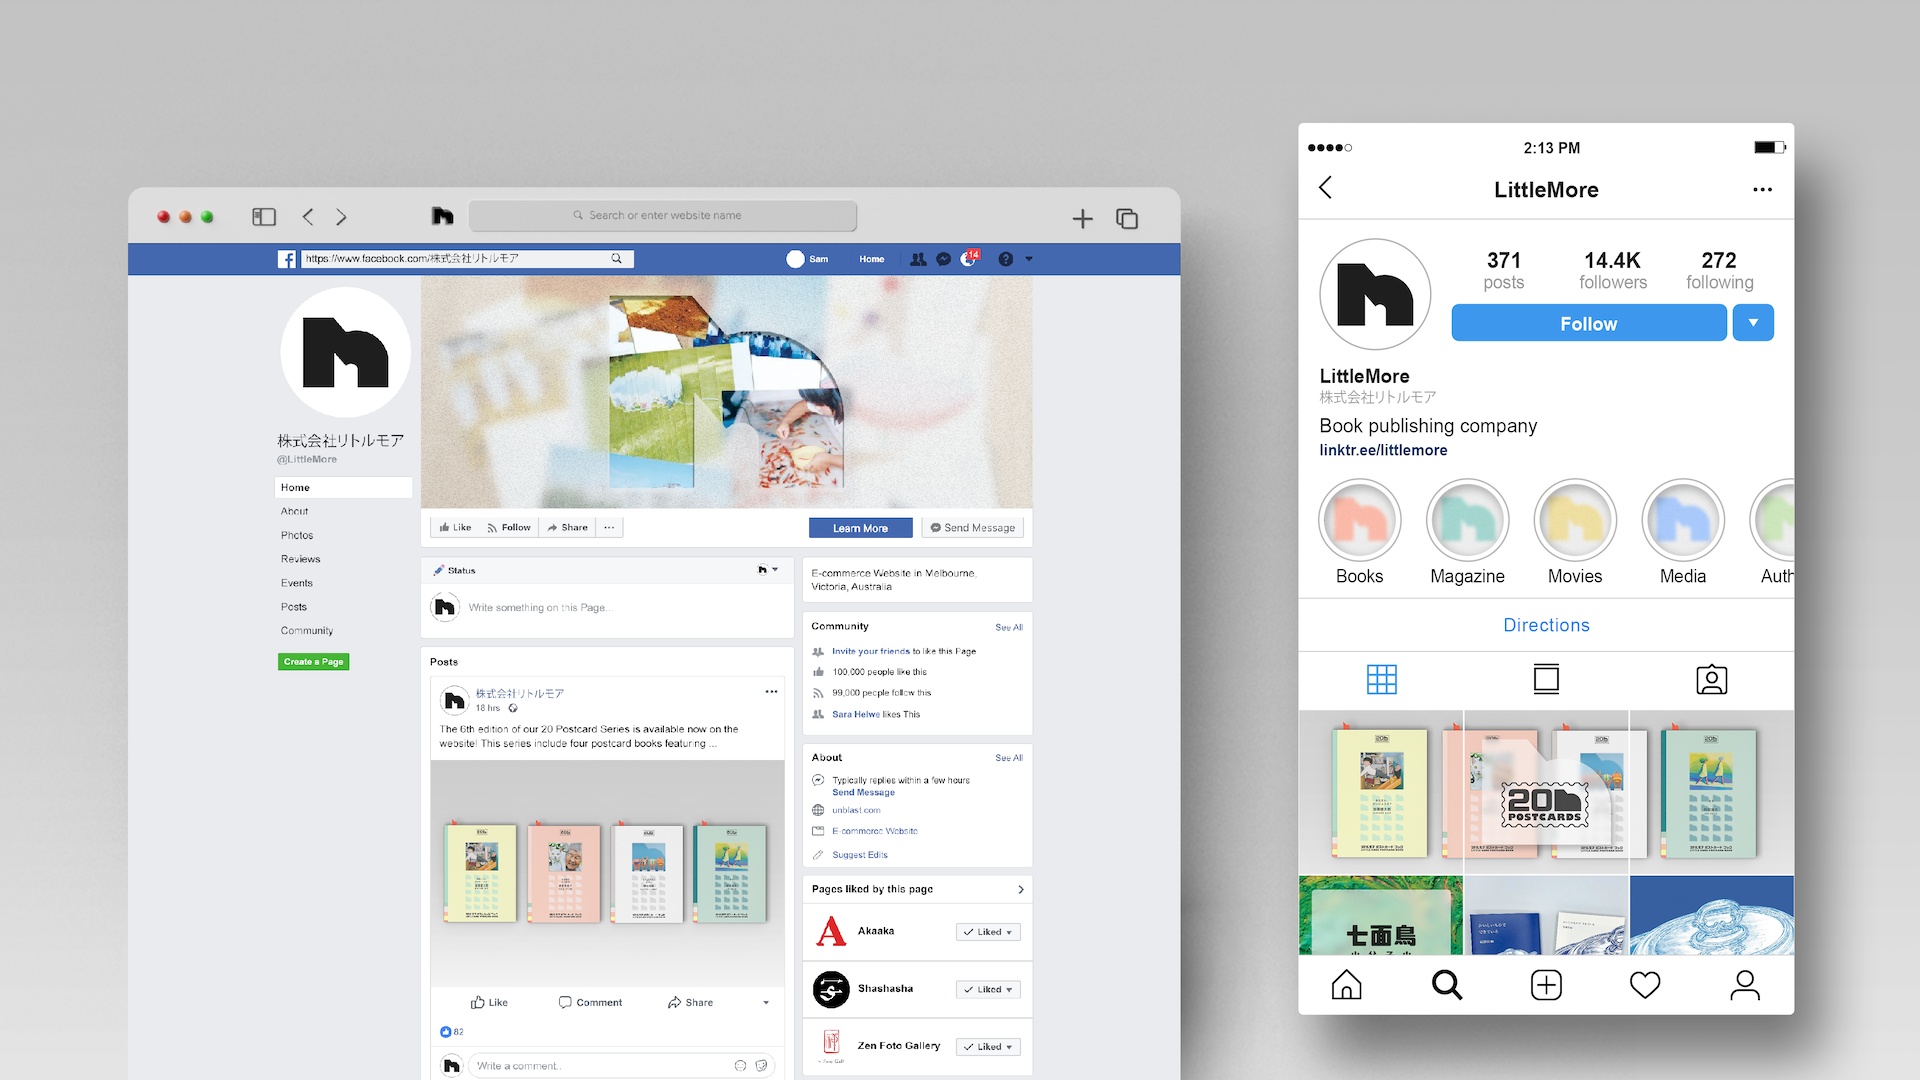 Search or enter website name
https://www.facebook.com/株式会社リトルモア
Sam
Home
14
株式会社リトルモア
@LittleMore
Home
About
Photos
Reviews
Events
Posts
Community
Create a Page
Like
Follow
Share
Learn More
Send Message
Status
Write something on this Page...
Posts
株式会社リトルモア
18 hrs
The 6th edition of our 20 Postcard Series is available now on the
website! This series include four postcard books featuring ...
Like
Comment
Share
82
Write a comment..
E-commerce Website in Melbourne,
Victoria, Australia
Community
See All
Invite your friends to like this Page
100,000 people like this
99,000 people follow this
Sara Helwe likes This
About
See All
Typically replies within a few hours
Send Message
unblast.com
E-commerce Website
Suggest Edits
Pages liked by this page
Akaaka
Liked
Shashasha
Liked
Zen Foto Gallery
Liked
2:13 PM
LittleMore
371
posts
14.4K
followers
272
following
Follow
LittleMore
株式会社リトルモア
Book publishing company
linktr.ee/littlemore
Books
Magazine
Movies
Media
Auth
Directions
20
POSTCARDS
七面鳥